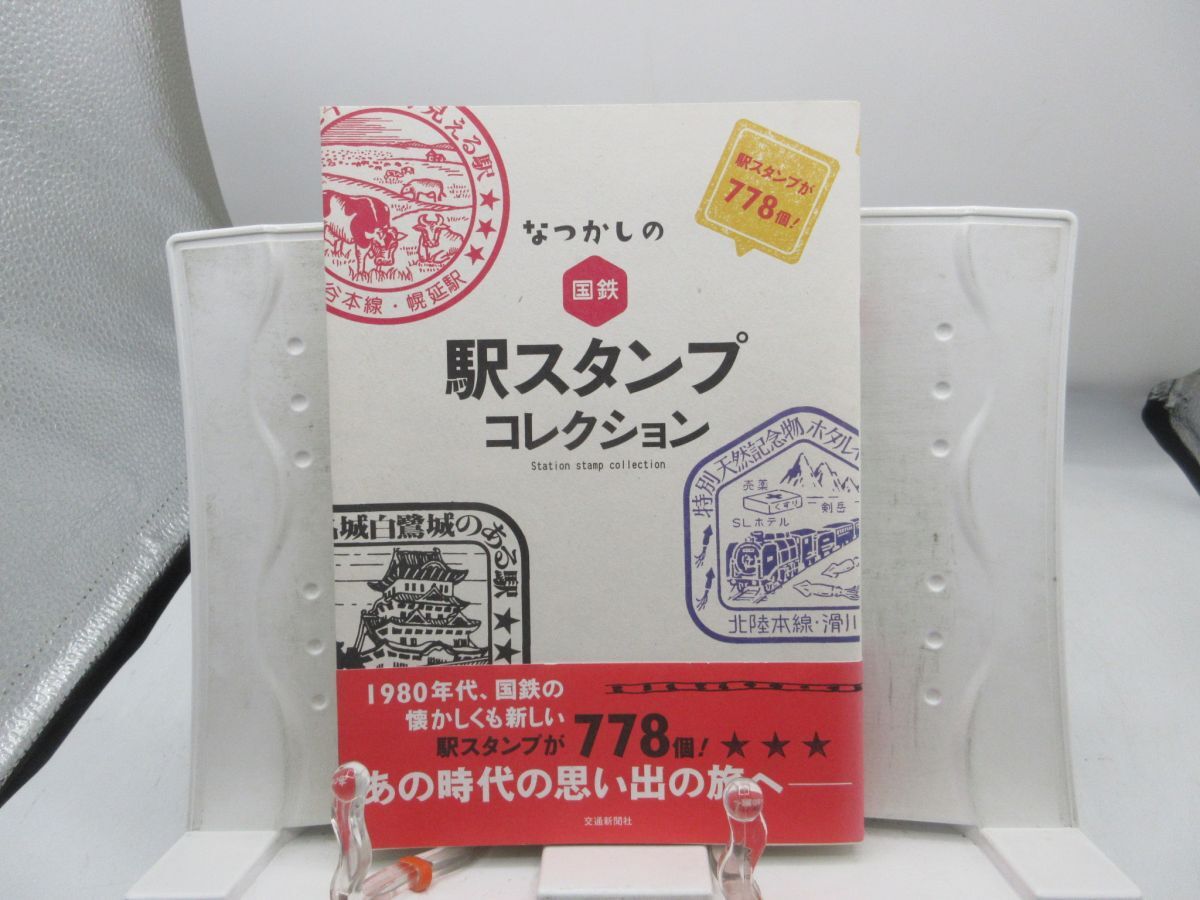 見える駅
谷本線・幌延駅
駅スタンプが
778個!
なつかしの
国鉄
駅スタンプ
コレクション
Station stamp collection
特別天然記念物ホタル
売薬
くすり
剣岳
SLホテル
北陸本線・滑川
城白鷺城のある駅
1980年代、国鉄の
懐かしくも新しい
駅スタンプが 778個!
あの時代の思い出の旅へ
交通新聞社